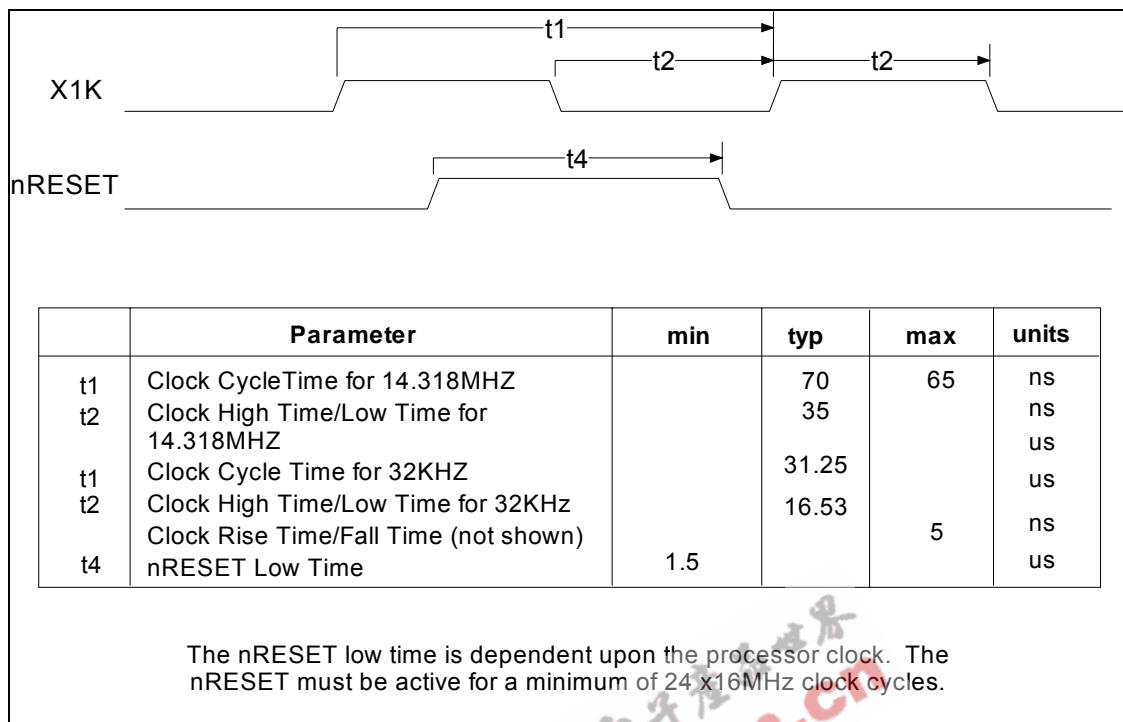 t1
t2 t2
X1K
t4
nRESET
Parameter min typ max units
t1 Clock CycleTime for 14.318MHZ 70 65 ns
t2 Clock High Time/Low Time for 35 ns
14.318MHZ us
t1 Clock Cycle Time for 32KHZ 31.25 us
t2 Clock High Time/Low Time for 32KHz 16.53
Clock Rise Time/Fall Time (not shown) 5 ns
t4 nRESET Low Time 1.5 us
The nRESET low time is dependent upon the processor clock. The
nRESET must be active for a minimum of 24 x16MHz clock cycles.
.cn